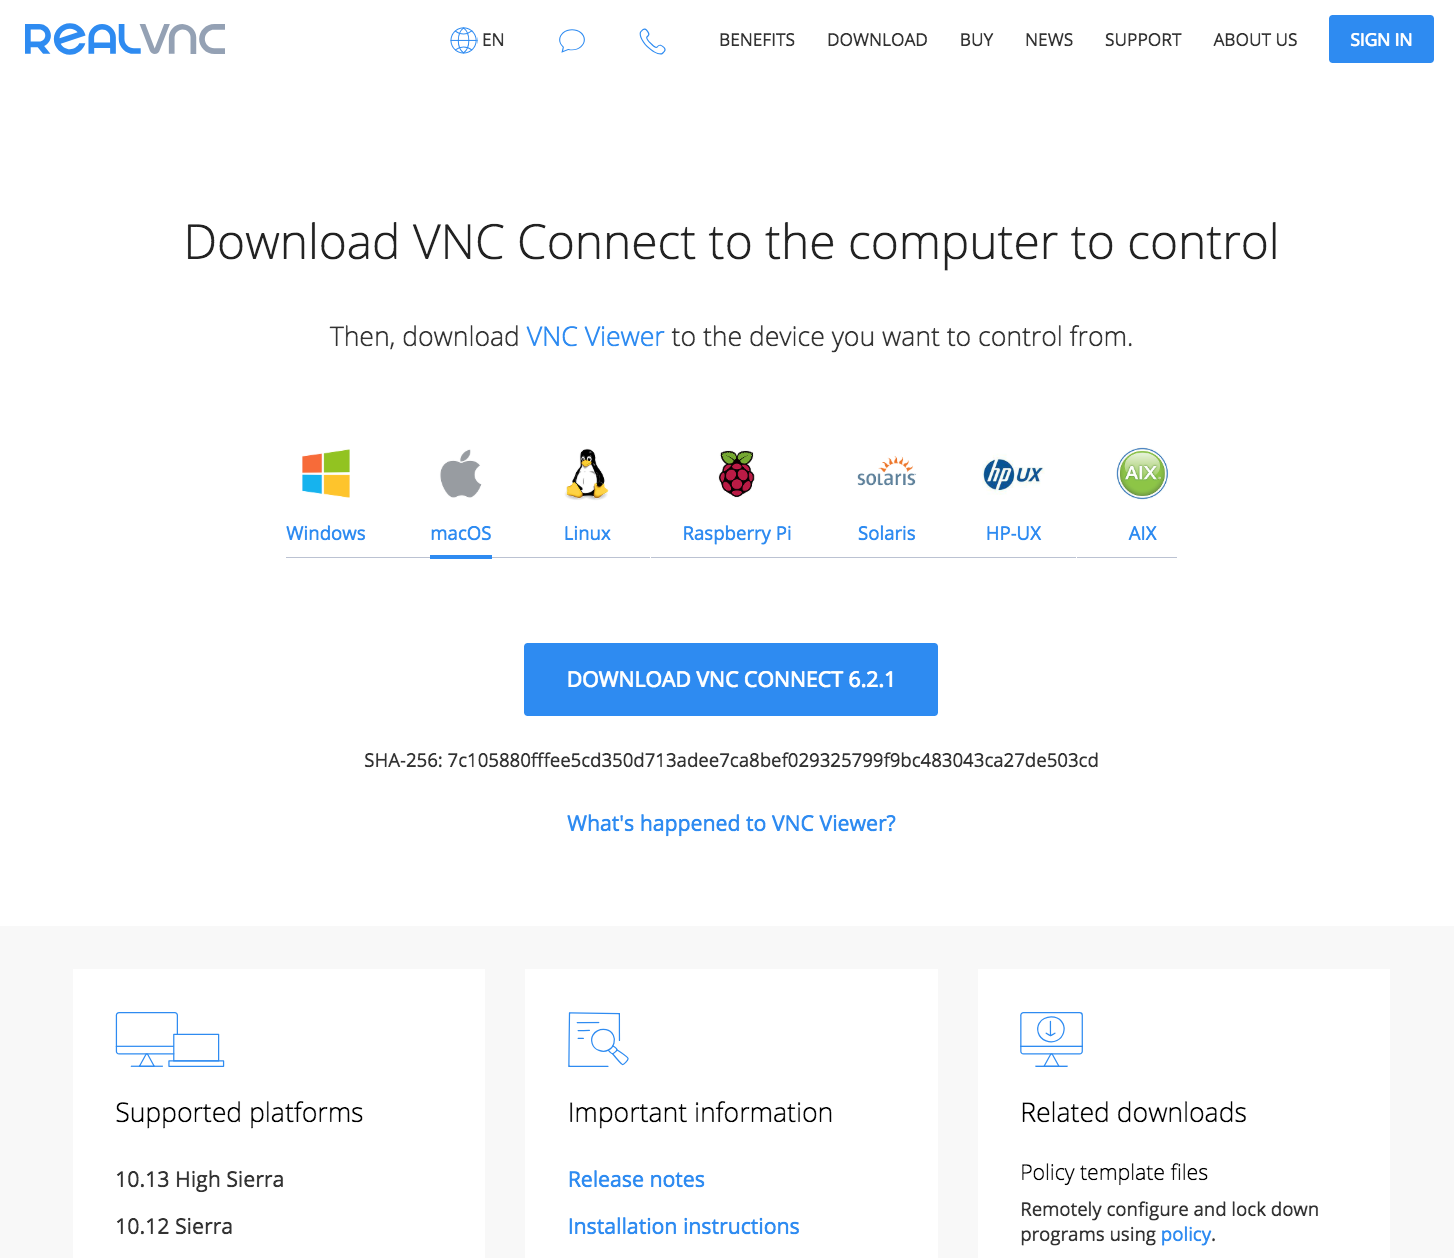 REALVNC
EN
BENEFITS
DOWNLOAD
BUY
NEWS
SUPPORT
ABOUT US
SIGN IN
Download VNC Connect to the computer to control
Then, download VNC Viewer to the device you want to control from.
solaris
hp UX
AIX
Windows
macOS
Linux
Raspberry Pi
Solaris
HP-UX
AIX
DOWNLOAD VNC CONNECT 6.2.1
SHA-256: 7c105880fffee5cd350d713adee7ca8bef029325799f9bc483043ca27de503cd
What's happened to VNC Viewer?
Supported platforms
10.13 High Sierra
10.12 Sierra
Important information
Release notes
Installation instructions
Related downloads
Policy template files
Remotely configure and lock down
programs using policy.